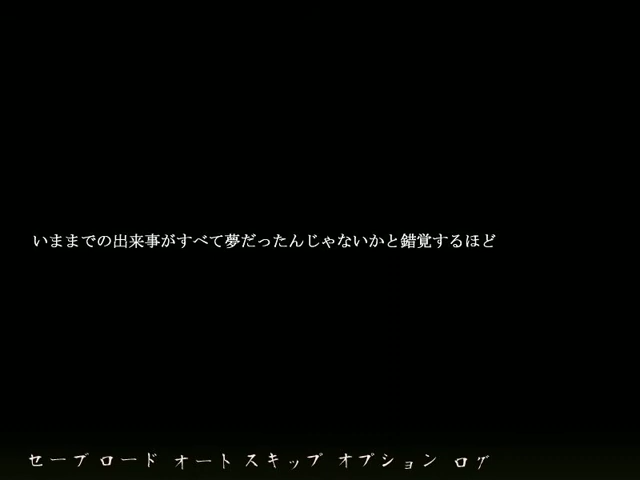 いままでの出来事がすべて夢だったんじゃないかと錯覚するほど
セーブ ロード オート スキップ オプション ログ